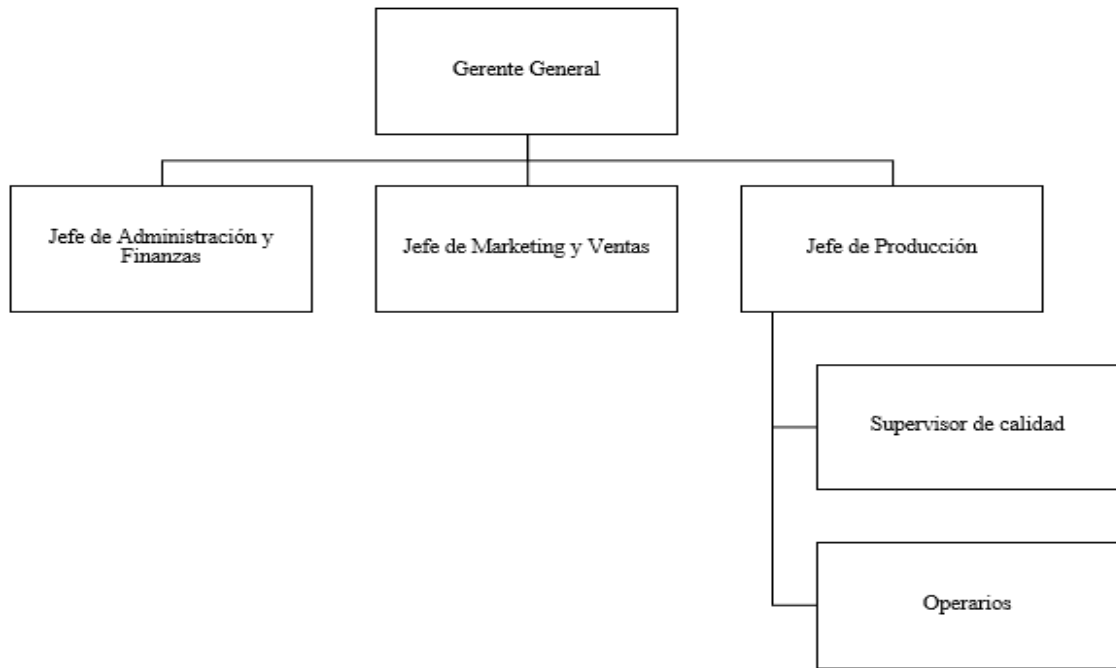 Gerente General
Jefe de Administración y
Finanzas
Jefe de Marketing y Ventas
Jefe de Producción
Supervisor de calidad
Operarios